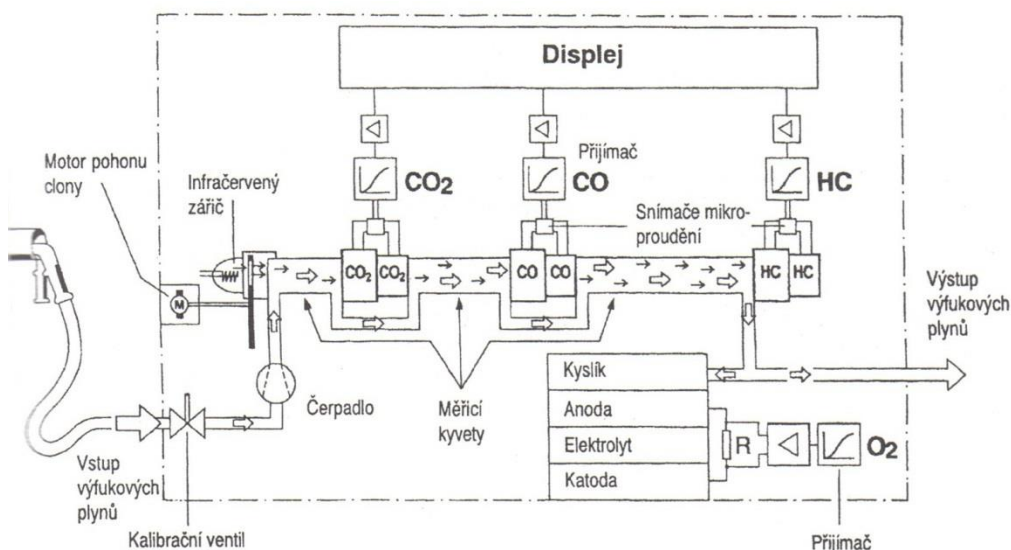 Displej
Přijímač
CO2
CO
HC
Motor pohonu
clony
Infračervený
zářič
Snímače mikro-
proudění
CO2
CO2
CO
CO
HC
HC
M
Výstup
výfukových
plynů
Čerpadlo
Měřicí
kyvety
Kyslík
Anoda
Elektrolyt
Katoda
R
O2
Vstup
výfukových
plynů
Kalibrační ventil
Přijímač